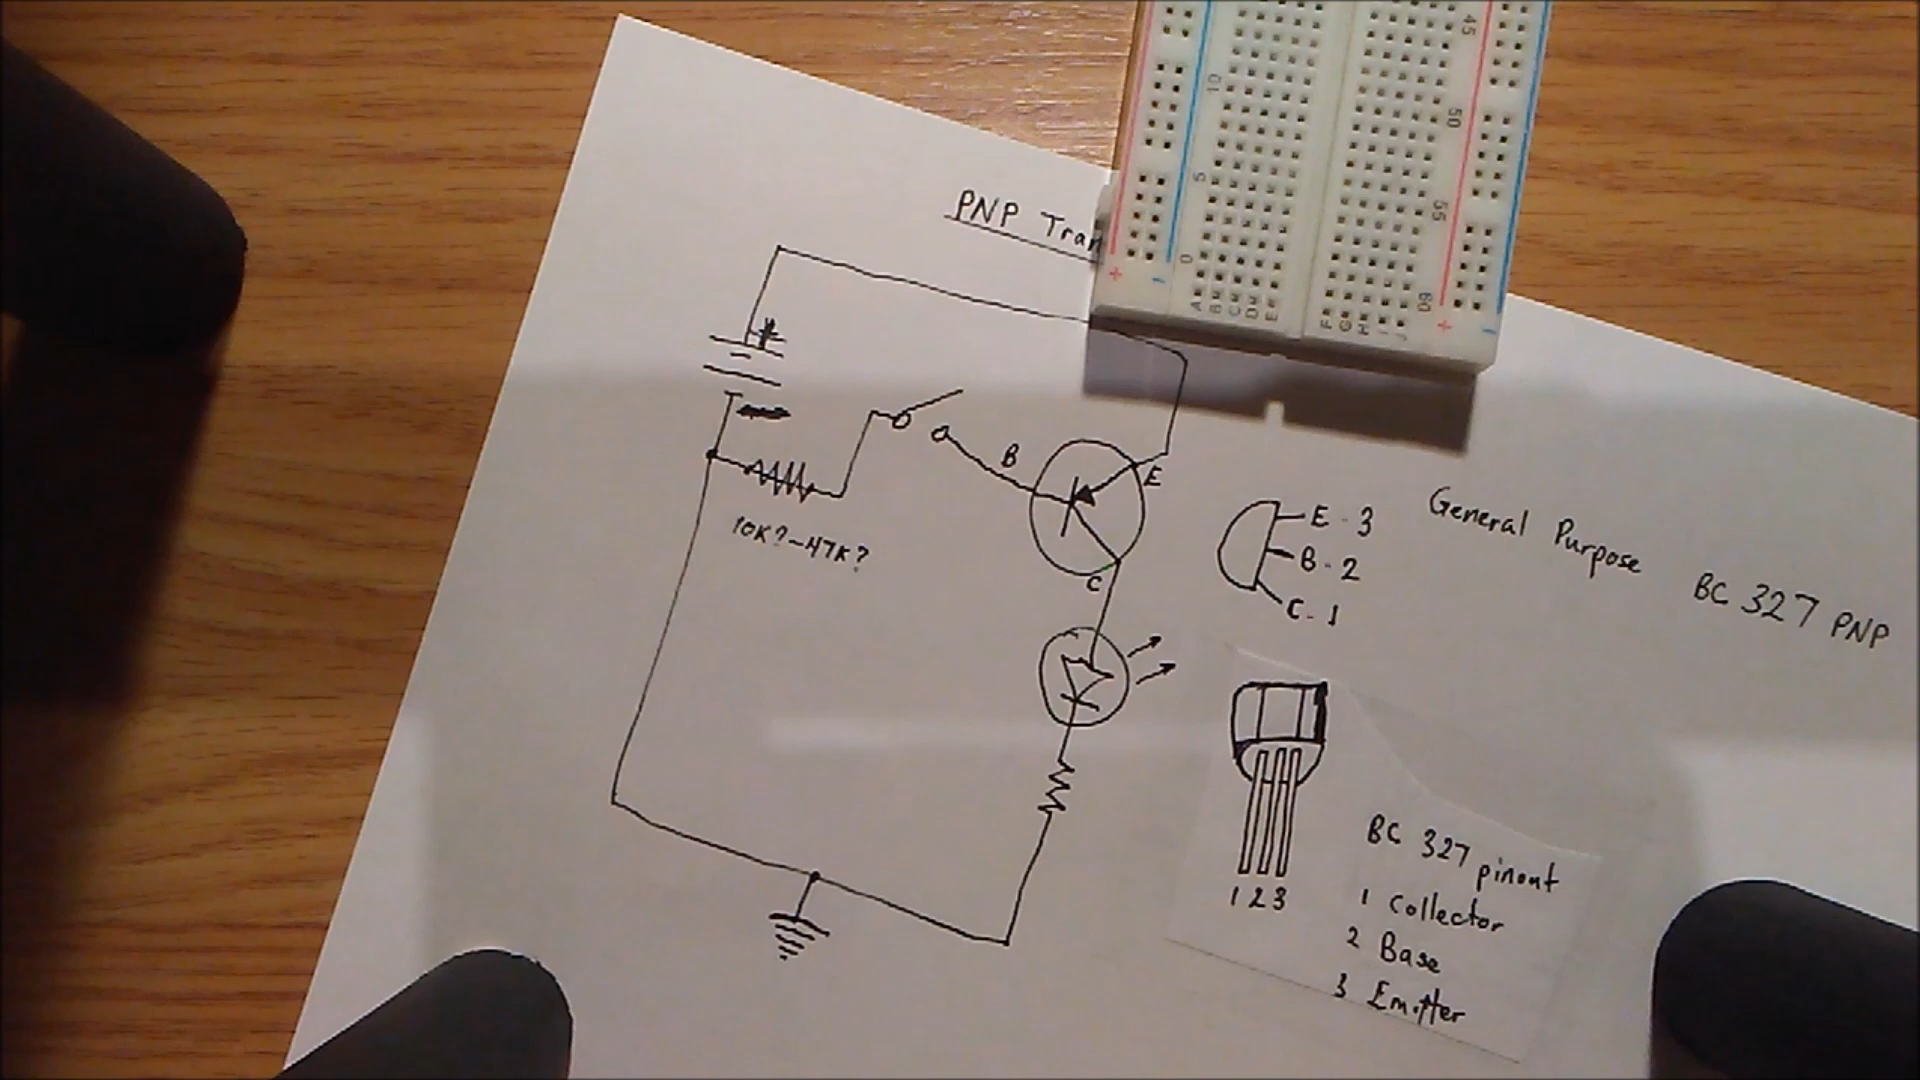 PNP Tran
+
B
E
C
10K?-47K?
E-3
B-2
C-1
General Purpose BC 327 PNP
1 2 3
BC 327 pinout
1 Collector
2 Base
3 Emitter
45
10
50
5
55
0
60
A B C D E
F G H I J
+
-
+
-